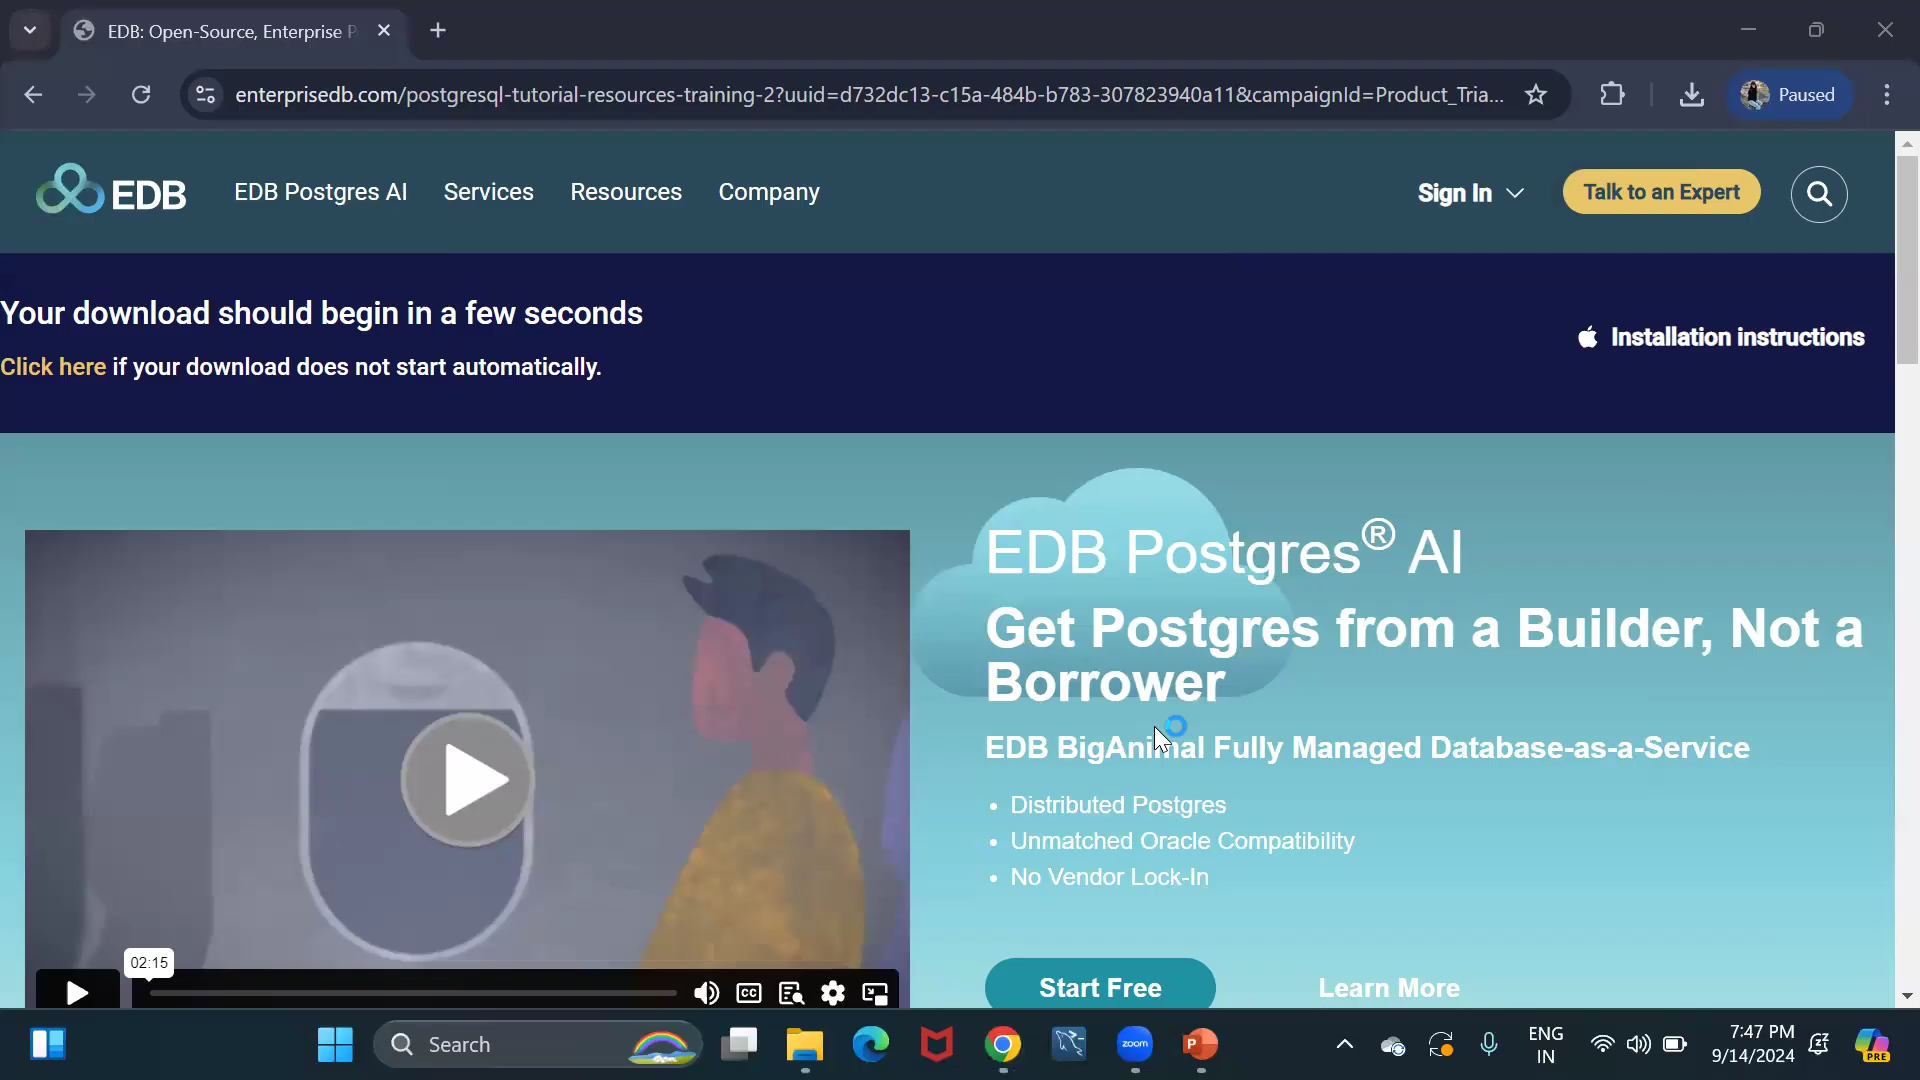 EDB: Open-Source, Enterprise P
enterprisedb.com/postgresql-tutorial-resources-training-2?uuid=d732dc13-c15a-484b-b783-307823940a11&campaignId=Product_Tria...
Paused
EDB
EDB Postgres AI
Services
Resources
Company
Sign In
Talk to an Expert
Your download should begin in a few seconds
Click here if your download does not start automatically.
Installation instructions
EDB Postgres® AI
Get Postgres from a Builder, Not a
Borrower
EDB BigAnimal Fully Managed Database-as-a-Service
• Distributed Postgres
• Unmatched Oracle Compatibility
• No Vendor Lock-In
02:15
CC
Start Free
Learn More
Search
zoom
P
ENG
IN
7:47 PM
9/14/2024
PRE